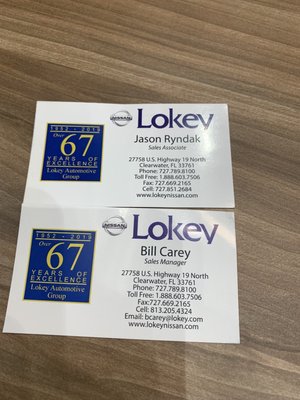 1952 - 2019
Over
67
YEARS OF
EXCELLENCE
Lokey Automotive
Group
NISSAN
Lokey
Jason Ryndak
Sales Associate
27758 U.S. Highway 19 North
Clearwater, FL 33761
Phone: 727.789.8100
Toll Free: 1.888.603.7506
Fax: 727.669.2165
Cell: 727.851.2684
www.lokeynissan.com
1952 - 2019
Over
67
YEARS OF
EXCELLENCE
Lokey Automotive
Group
NISSAN
Lokey
Bill Carey
Sales Manager
27758 U.S. Highway 19 North
Clearwater, FL 33761
Phone: 727.789.8100
Toll Free: 1.888.603.7506
Fax:727.669.2165
Cell: 813.205.4324
Email: bcarey@lokey.com
www.lokeynissan.com